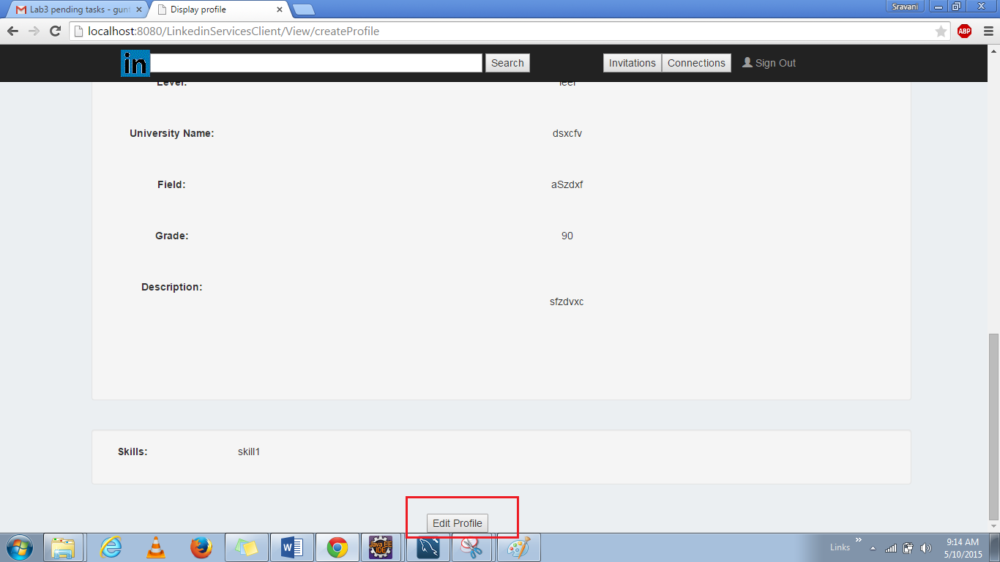 Lab3 pending tasks - gun
Display profile
Sravani
localhost:8080/LinkedinServicesClient/View/createProfile
ABP
in
Search
Invitations
Connections
Sign Out
Level:
University Name:
dsxcfv
Field:
aSzdxf
Grade:
90
Description:
sfzdvxc
Skills:
skill1
Edit Profile
Java EE
IDE
Links
9:14 AM
5/10/2015